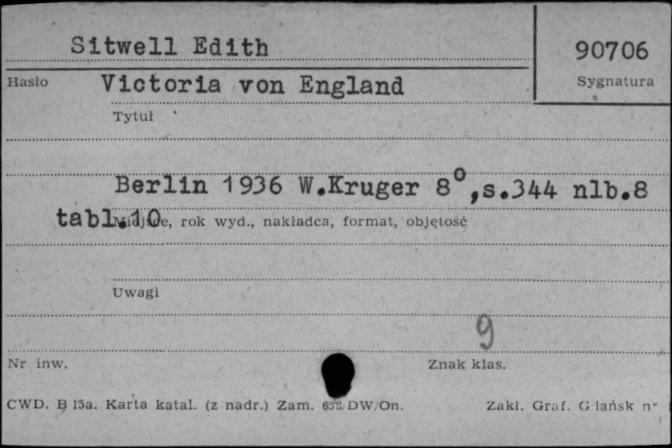 Sitwell Edith
90706
Hasło
Victoria von England
Sygnatura
Tytuł
Berlin 1936 W.Kruger 8°,s.344 nlb.8
tabl.10
Miejsce, rok wyd., nakładca, format, objętość
Uwagi
9
Nr inw.
Znak klas.
CWD. B 15a. Karta katal. (z nadr.) Zam. DW/On.
Zakł. Graf. Gdańsk